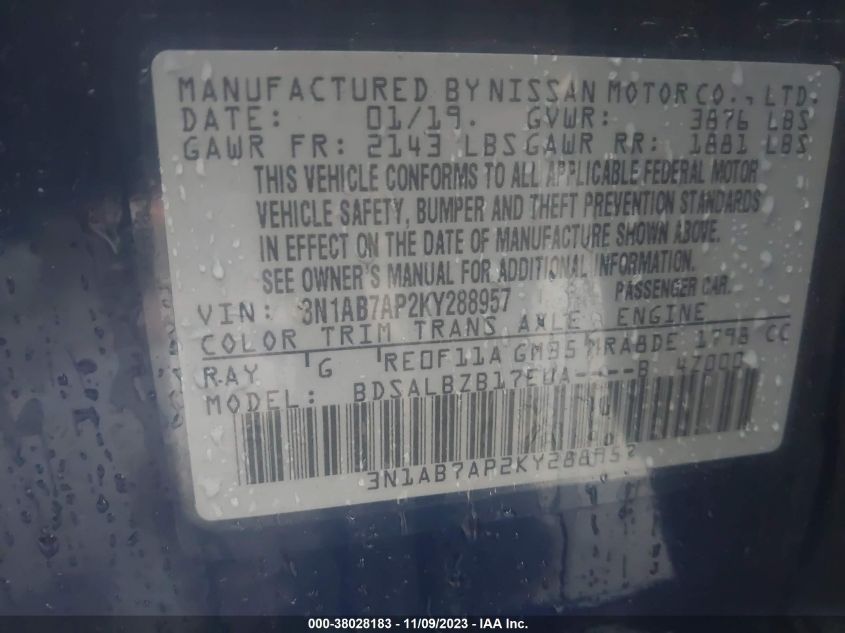 MANUFACTURED BY NISSAN MOTOR CO., LTD.
DATE: 01/19. GVWR: 3876 LBS
GAWR FR: 2143 LBS GAWR RR: 1881 LBS
THIS VEHICLE CONFORMS TO ALL APPLICABLE FEDERAL MOTOR
VEHICLE SAFETY, BUMPER AND THEFT PREVENTION STANDARDS
IN EFFECT ON THE DATE OF MANUFACTURE SHOWN ABOVE.
SEE OWNER'S MANUAL FOR ADDITIONAL INFORMATION.
VIN: 3N1AB7AP2KY288957 PASSENGER CAR.
COLOR TRIM TRANS AXLE ENGINE
RAY G RE0F11A GM957 MRA8DE 1798 CC
MODEL: BDSALBZB17EUA----B- 47000
3N1AB7AP2KY288957
000-38028183 - 11/09/2023 - IAA Inc.